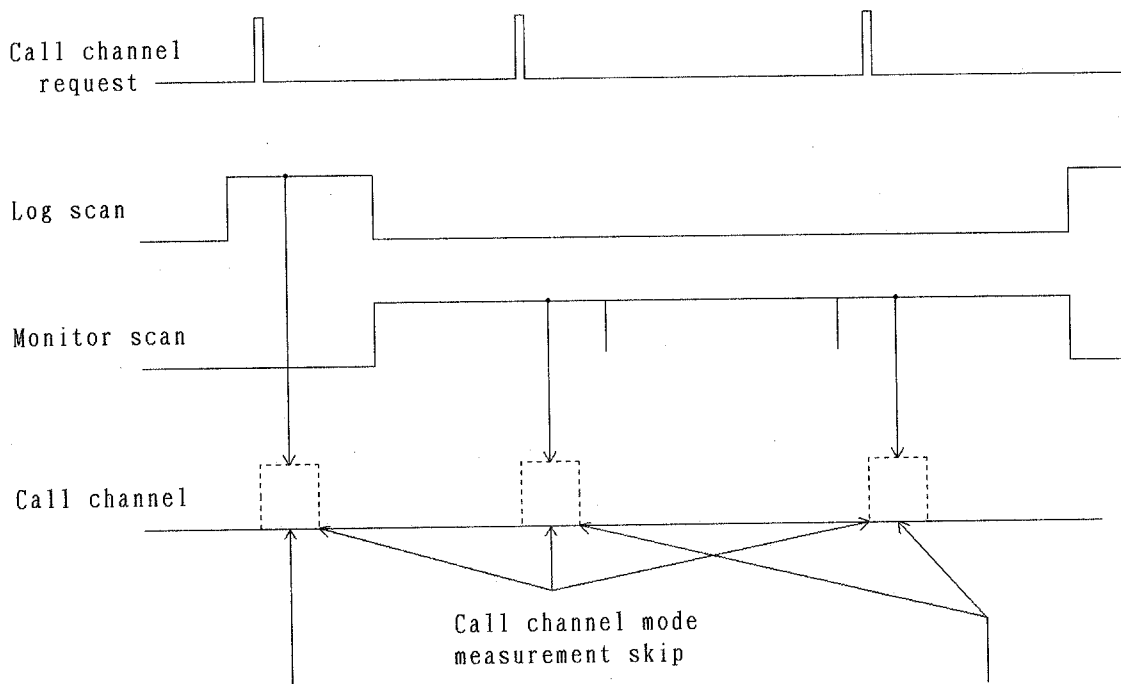 Call channel
request
Log scan
Monitor scan
Call channel
Call channel mode
measurement skip